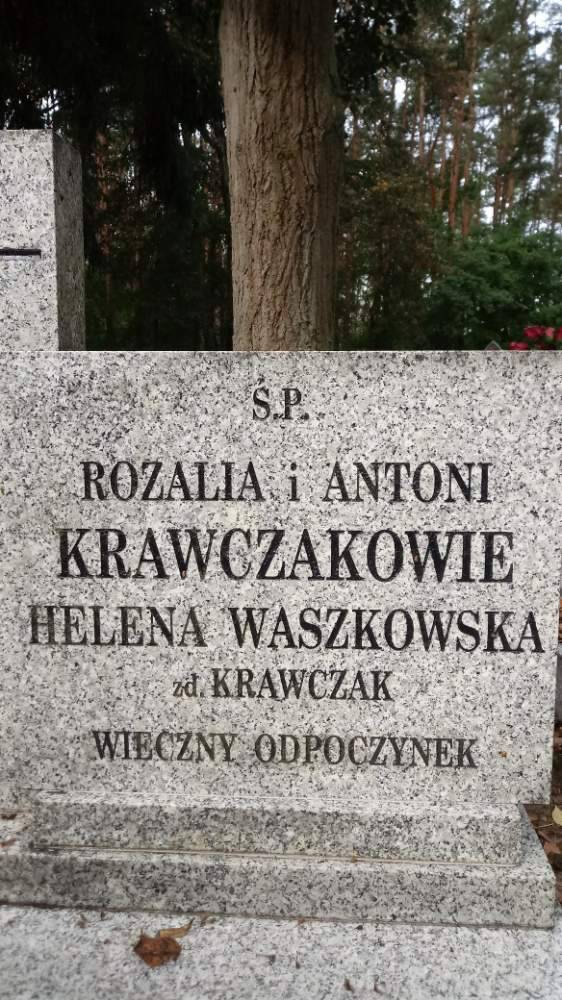 Ś.P.
ROZALIA i ANTONI
KRAWCZAKOWIE
HELENA WASZKOWSKA
zd. KRAWCZAK
WIECZNY ODPOCZYNEK